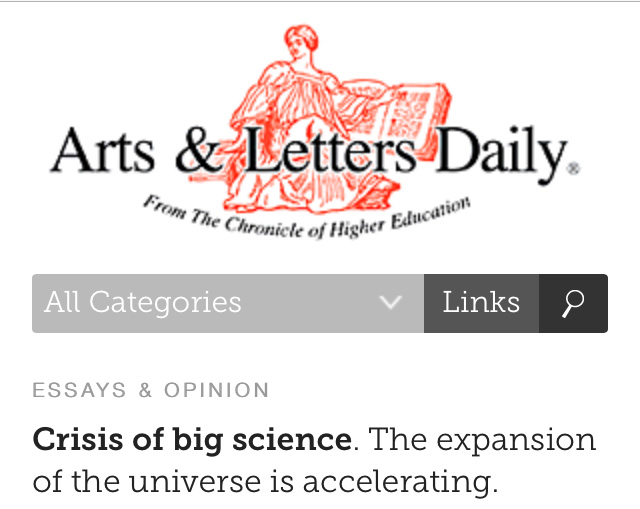 Arts & Letters Daily®
From The Chronicle of Higher Education
All Categories
Links
ESSAYS & OPINION
Crisis of big science. The expansion
of the universe is accelerating.